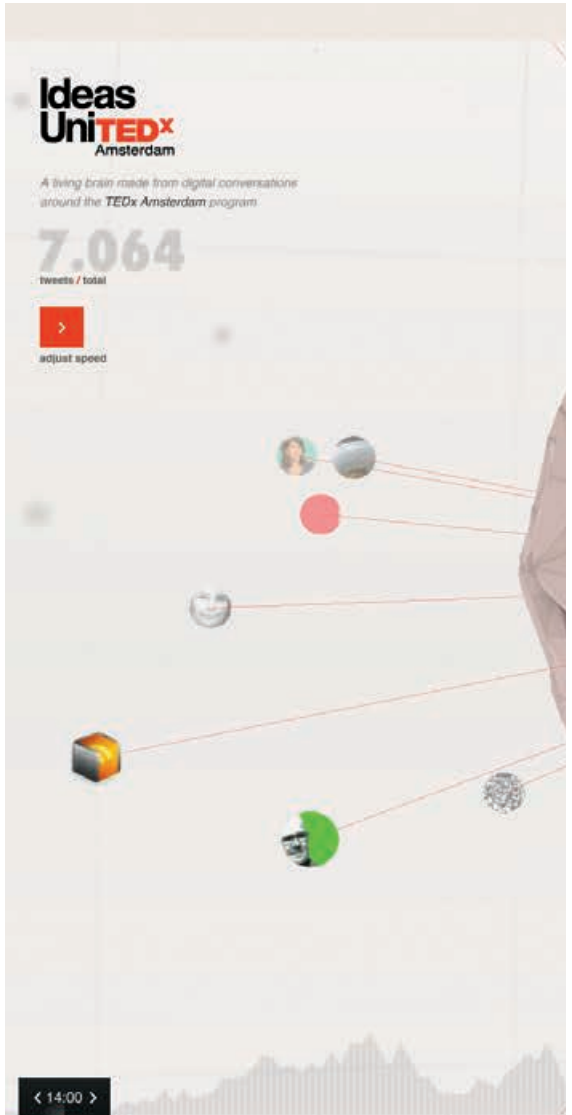 Ideas
UniTEDx
Amsterdam
A living brain made from digital conversations
around the TEDx Amsterdam program
7.064
tweets / total
>
adjust speed
< 14:00 >